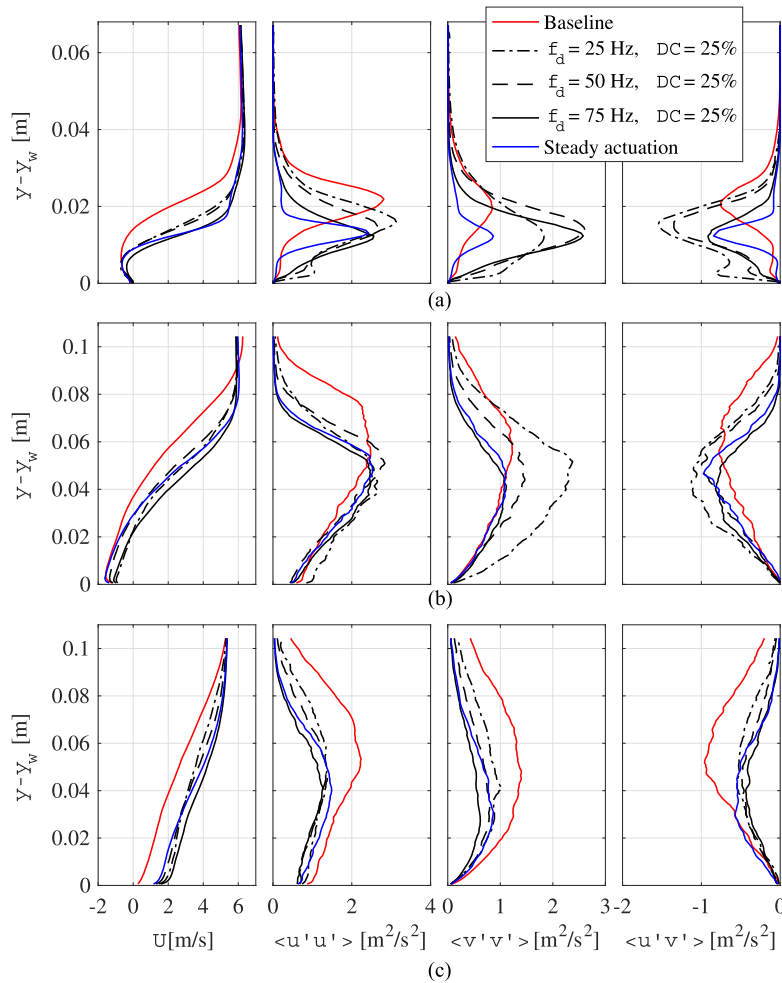 Baseline
f_d = 25 Hz, DC = 25%
f_d = 50 Hz, DC = 25%
f_d = 75 Hz, DC = 25%
Steady actuation
y-y_w [m]
0.06
0.04
0.02
0
(a)
y-y_w [m]
0.1
0.08
0.06
0.04
0.02
0
(b)
y-y_w [m]
0.1
0.08
0.06
0.04
0.02
0
-2 0 2 4 6
0 2 4
0 1 2 3
-2 -1 0
U[m/s]
<u'u'> [m²/s²]
<v'v'> [m²/s²]
<u'v'> [m²/s²]
(c)